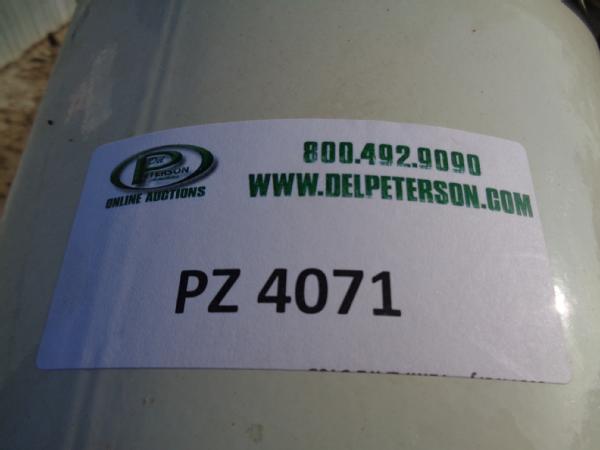 DEL
PETERSON
ONLINE AUCTIONS
800.492.9090
WWW.DELPETERSON.COM
PZ 4071